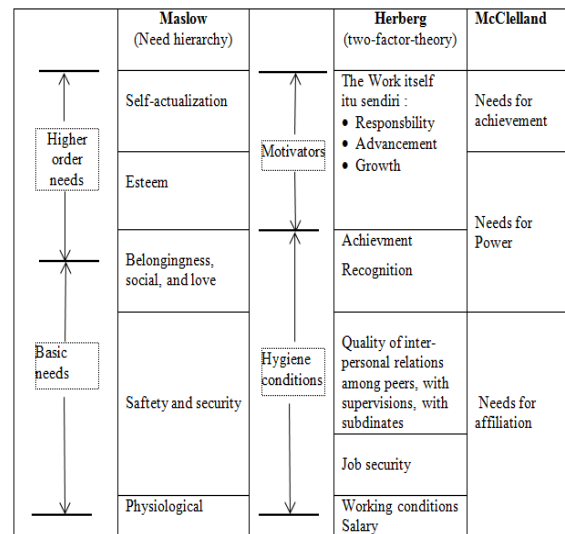 Maslow
(Need hierarchy)
Herberg
(two-factor-theory)
McClelland
Higher
order
needs
Basic
needs
Self-actualization
Esteem
Belongingness,
social, and love
Saftety and security
Physiological
Motivators
Hygiene
conditions
The Work itself
itu sendiri :
• Responsbility
• Advancement
• Growth
Achievment
Recognition
Quality of inter-
personal relations
among peers, with
supervisions, with
subdinates
Job security
Working conditions
Salary
Needs for
achievement
Needs for
Power
Needs for
affiliation